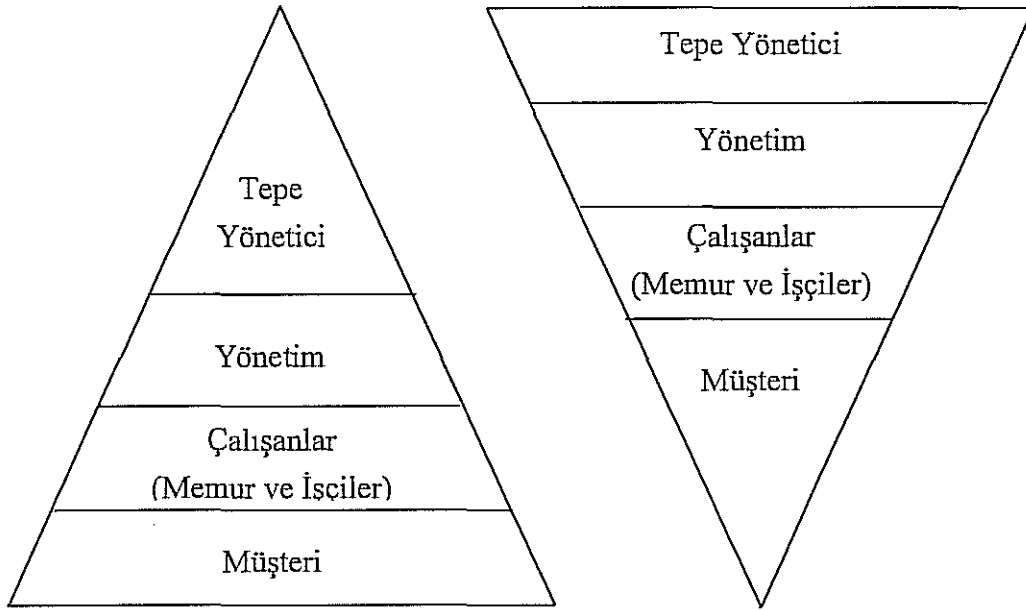 Tepe
Yönetici
Yönetim
Çalışanlar
(Memur ve İşçiler)
Müşteri
Tepe Yönetici
Yönetim
Çalışanlar
(Memur ve İşçiler)
Müşteri